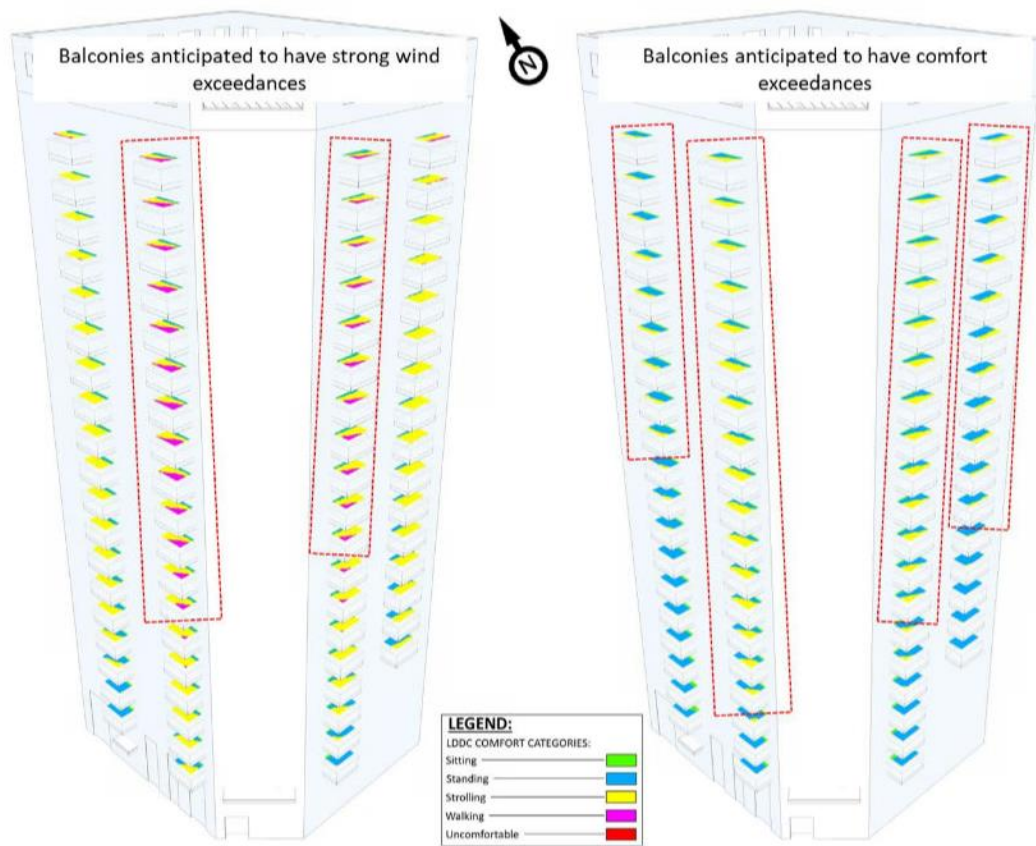 Balconies anticipated to have strong wind
exceedances
N
Balconies anticipated to have comfort
exceedances
LEGEND:
LDDC COMFORT CATEGORIES:
Sitting
Standing
Strolling
Walking
Uncomfortable